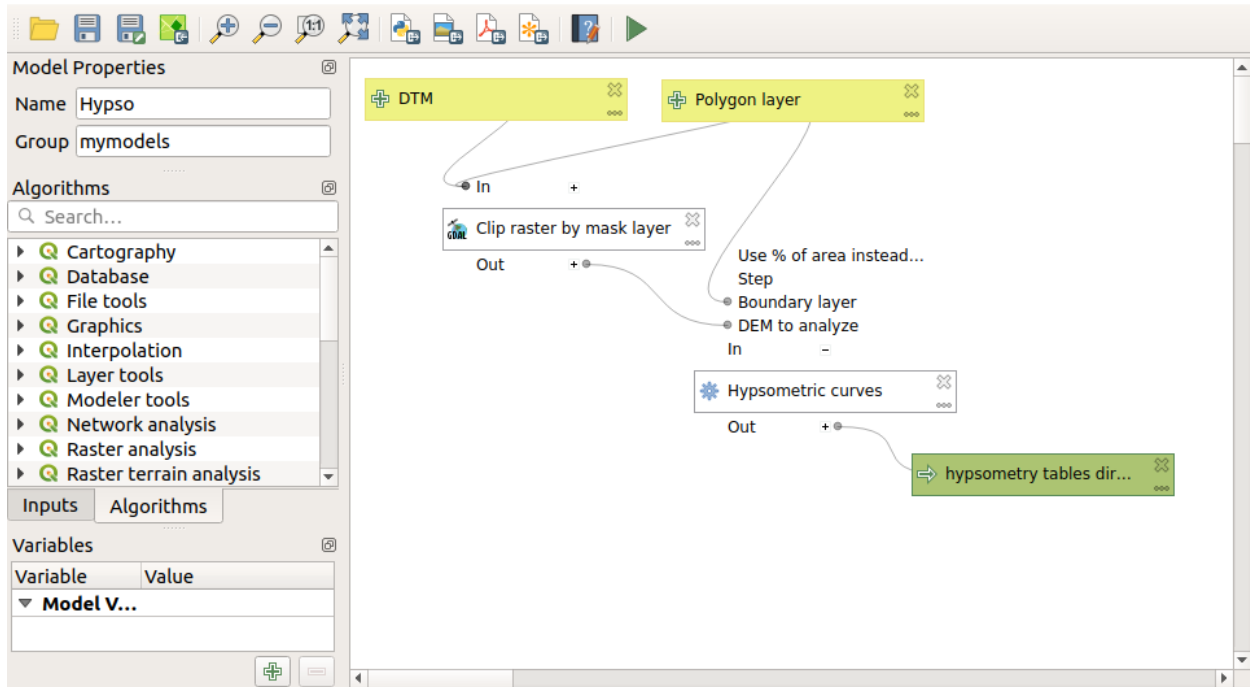 1:1
Model Properties
Name Hypso
Group mymodels
Algorithms
Search...
Cartography
Database
File tools
Graphics
Interpolation
Layer tools
Modeler tools
Network analysis
Raster analysis
Raster terrain analysis
Inputs Algorithms
Variables
Variable Value
Model V...
DTM
Polygon layer
In +
GDAL Clip raster by mask layer
Out +
Use % of area instead...
Step
Boundary layer
DEM to analyze
In -
Hypsometric curves
Out +
hypsometry tables dir...